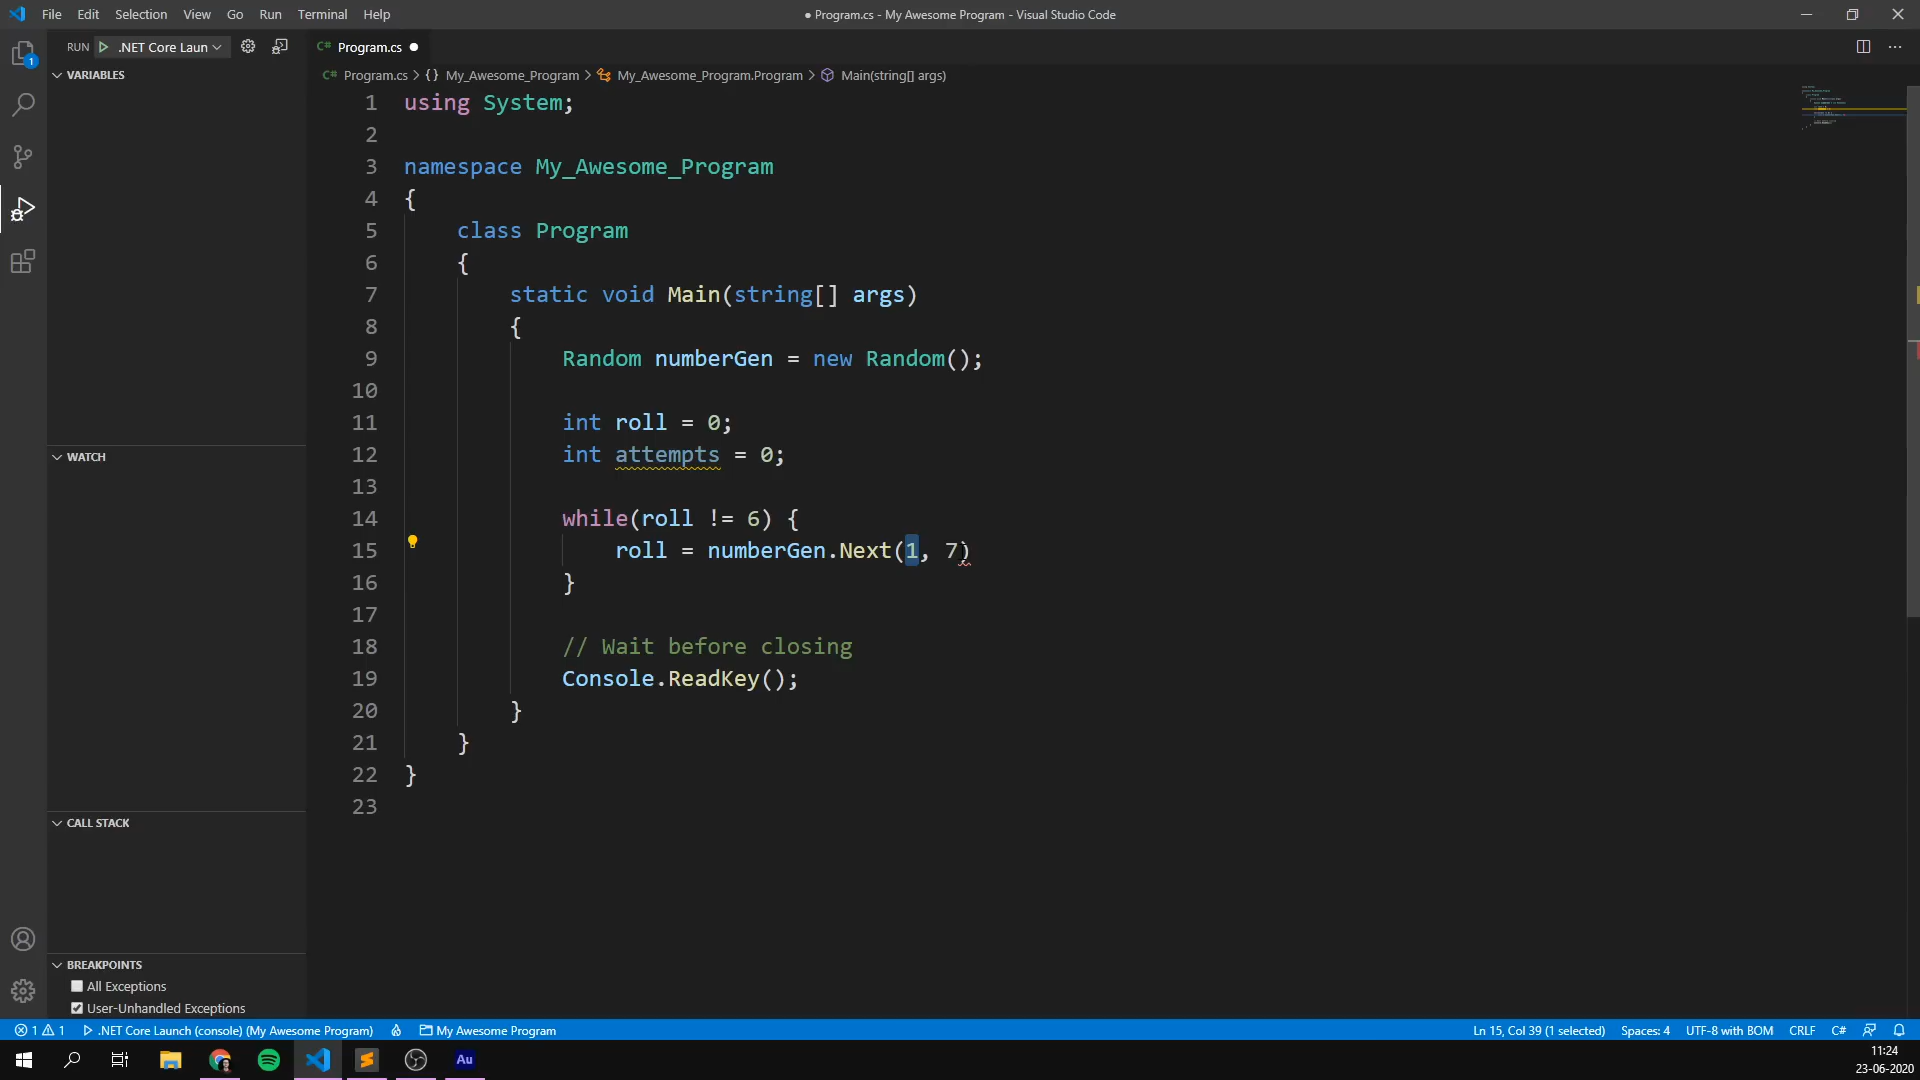 File Edit Selection View Go Run Terminal Help
● Program.cs - My Awesome Program - Visual Studio Code
RUN .NET Core Laun
C# Program.cs ●
C# Program.cs > {} My_Awesome_Program > My_Awesome_Program.Program > Main(string[] args)
VARIABLES
WATCH
CALL STACK
BREAKPOINTS
All Exceptions
User-Unhandled Exceptions
1
1 using System;
2
3 namespace My_Awesome_Program
4 {
5 class Program
6 {
7 static void Main(string[] args)
8 {
9 Random numberGen = new Random();
10
11 int roll = 0;
12 int attempts = 0;
13
14 while(roll != 6) {
15 roll = numberGen.Next(1, 7)
16 }
17
18 // Wait before closing
19 Console.ReadKey();
20 }
21 }
22 }
23
1 1 .NET Core Launch (console) (My Awesome Program) My Awesome Program
Ln 15, Col 39 (1 selected) Spaces: 4 UTF-8 with BOM CRLF C#
Au
11:24
23-06-2020